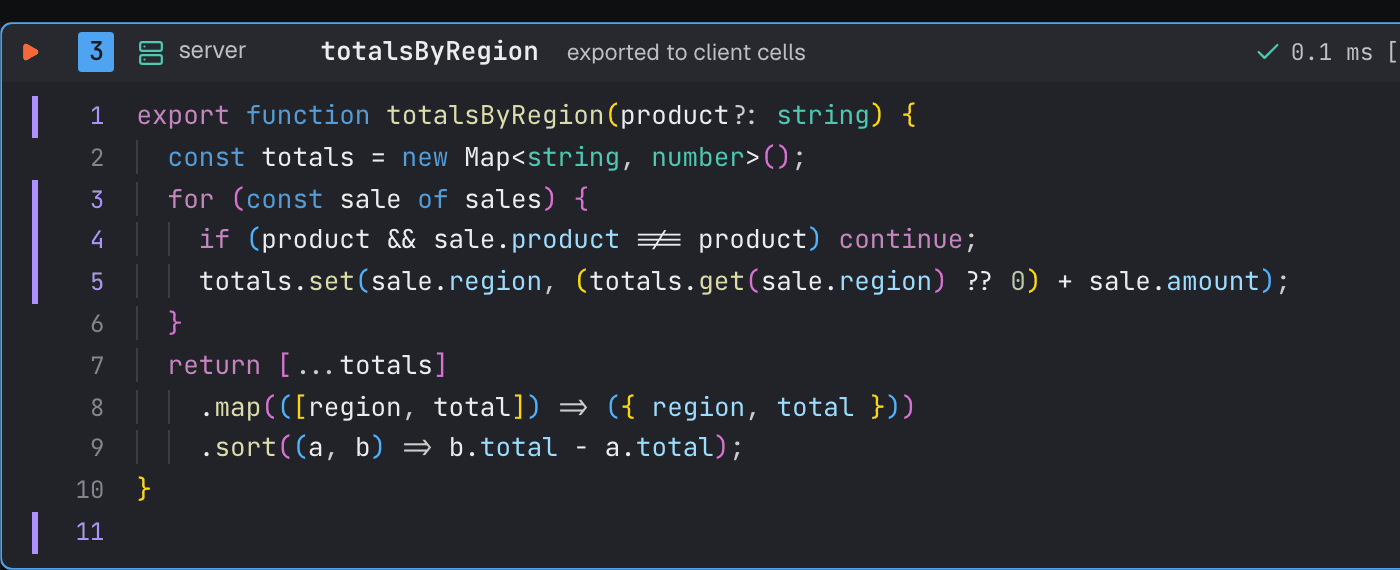 3 server totalsByRegion exported to client cells ✓ 0.1 ms [
1 export function totalsByRegion(product?: string) {
2 const totals = new Map<string, number>();
3 for (const sale of sales) {
4 if (product && sale.product !== product) continue;
5 totals.set(sale.region, (totals.get(sale.region) ?? 0) + sale.amount);
6 }
7 return [...totals]
8 .map(([region, total]) => ({ region, total }))
9 .sort((a, b) => b.total - a.total);
10 }
11